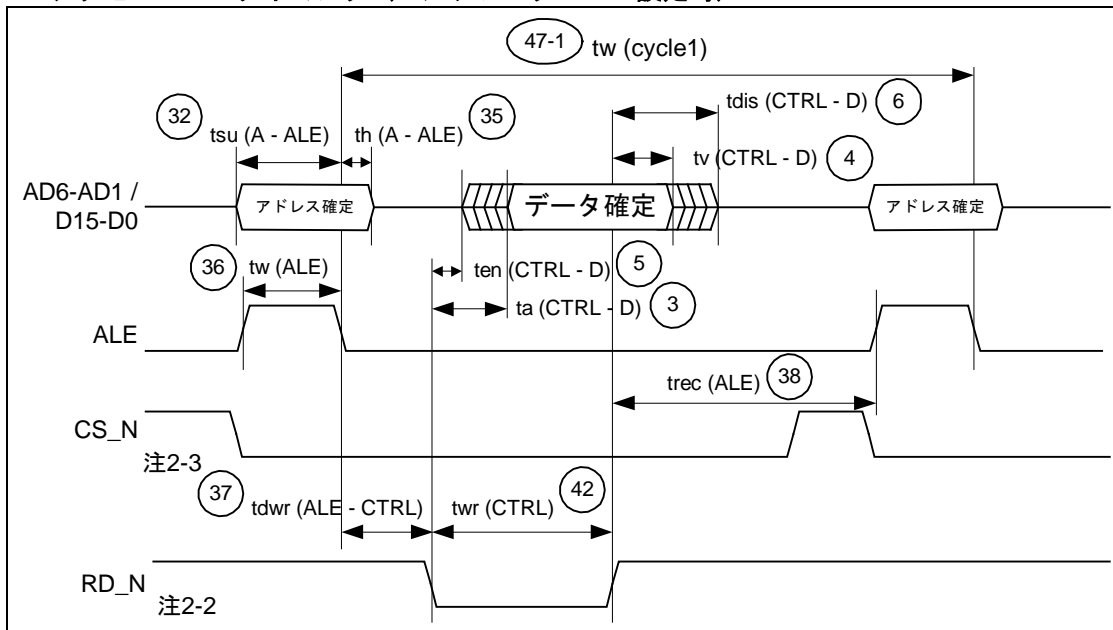 47-1 tw (cycle1)
tdis (CTRL - D) 6
32 35
tsu (A - ALE) th (A - ALE)
tv (CTRL - D) 4
AD6-AD1 /
D15-D0
アドレス確定 データ確定 アドレス確定
36 tw (ALE)
ten (CTRL - D) 5
ta (CTRL - D) 3
ALE
trec (ALE) 38
CS_N
注2-3
37 tdwr (ALE - CTRL) twr (CTRL) 42
RD_N
注2-2